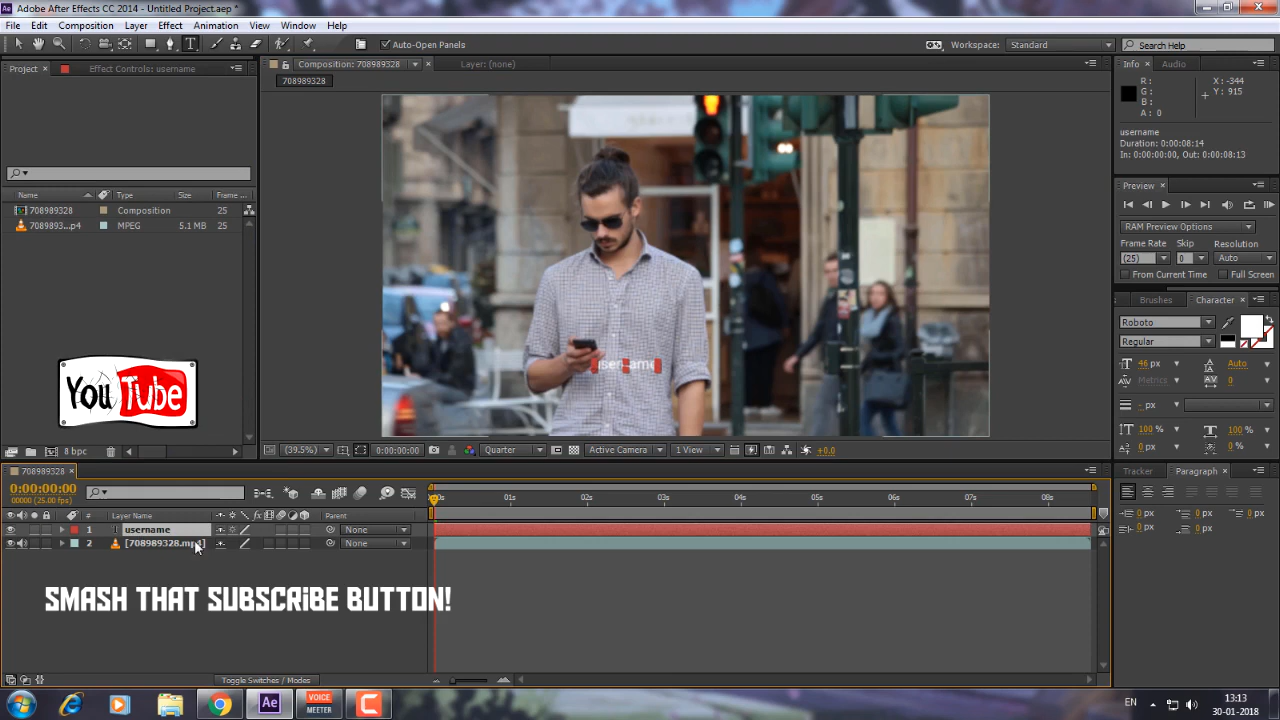 Adobe After Effects CC 2014 - Untitled Project.aep *
File Edit Composition Layer Effect Animation View Window Help
Auto-Open Panels
Workspace: Standard
Search Help
Project
Effect Controls: username
Composition: 708989328
Layer: (none)
Info
Audio
708989328
R :
G :
B :
A : 0
X : -344
Y : 915
username
Duration: 0:00:08:14
In: 0:00:00:00, Out: 0:00:08:13
Name Type Size Frame ...
708989328 Composition 25
7089893...p4 MPEG 5.1 MB 25
Preview
RAM Preview Options
Frame Rate Skip Resolution
(25) 0 Auto
From Current Time Full Screen
Brushes Character
Roboto
Regular
46 px Auto
Metrics 0
- px
100 % 100 %
0 px 0 %
username
You Tube
8 bpc
(39.5%) 0:00:00:00 Quarter Active Camera 1 View +0.0
708989328
Tracker Paragraph
0:00:00:00
00000 (25.00 fps)
00s 01s 02s 03s 04s 05s 06s 07s 08s
# Layer Name Parent
1 T username None
2 [708989328.mp4] None
0 px 0 px 0 px
0 px 0 px
SMASH THAT SUBSCRIBE BUTTON!
Toggle Switches / Modes
Ae
VOICE
MEETER
EN
13:13
30-01-2018